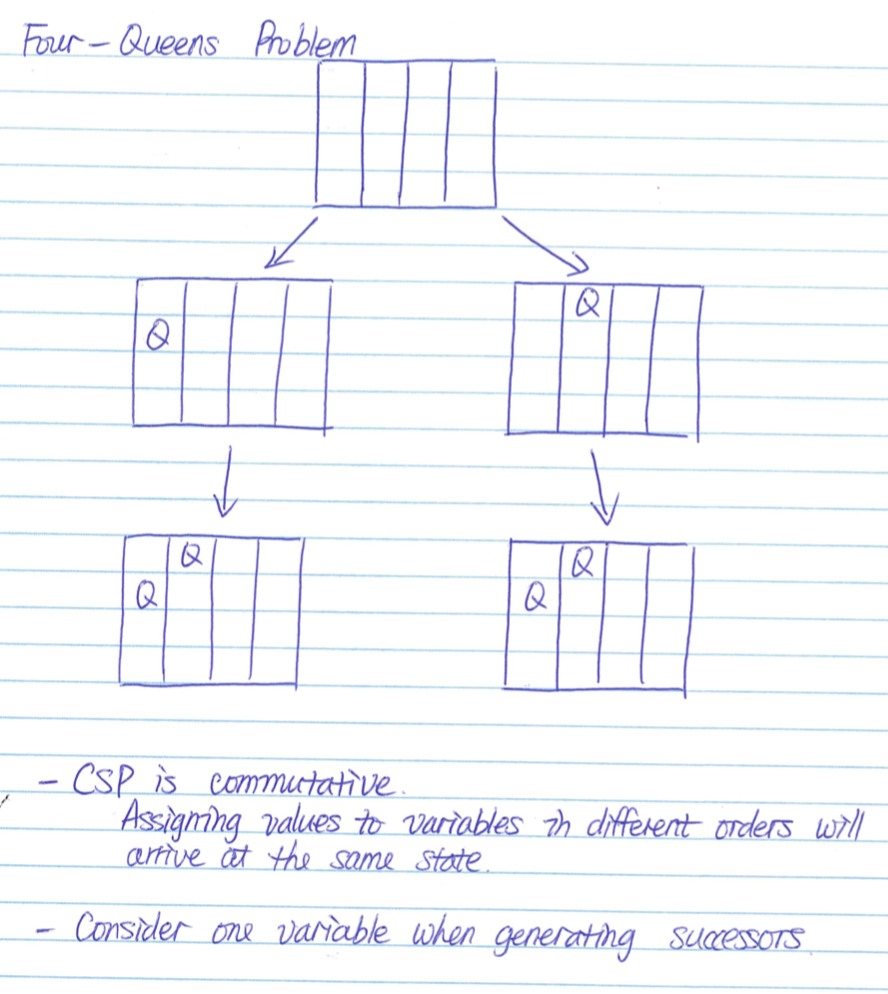 Four-Queens Problem
Q
Q
Q
Q
Q
Q
- CSP is commutative.
Assigning values to variables in different orders will
arrive at the same state.
- Consider one variable when generating successors